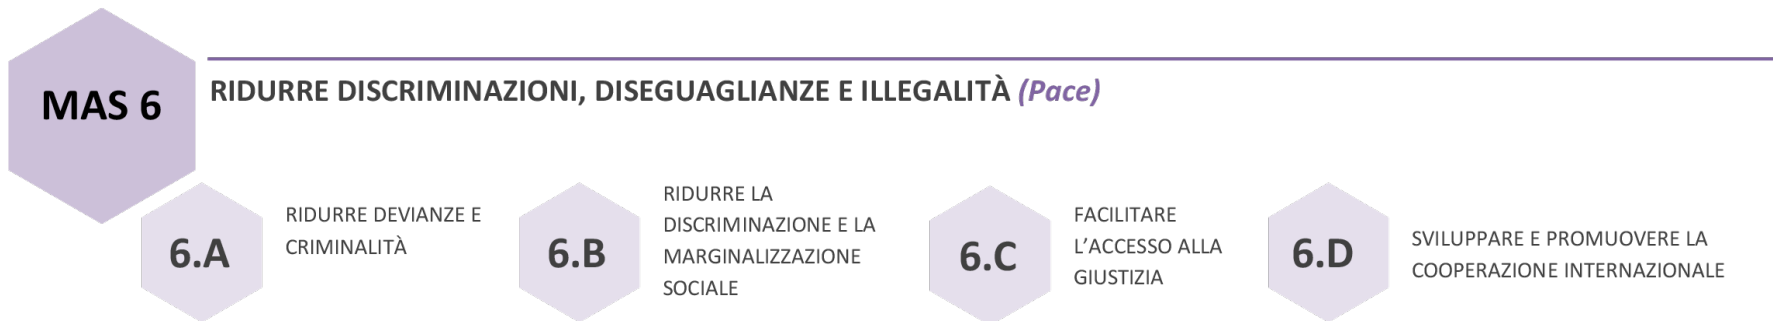 MAS 6
RIDURRE DISCRIMINAZIONI, DISEGUAGLIANZE E ILLEGALITÀ (Pace)
6.A
RIDURRE DEVIANZE E
CRIMINALITÀ
6.B
RIDURRE LA
DISCRIMINAZIONE E LA
MARGINALIZZAZIONE
SOCIALE
6.C
FACILITARE
L’ACCESSO ALLA
GIUSTIZIA
6.D
SVILUPPARE E PROMUOVERE LA
COOPERAZIONE INTERNAZIONALE